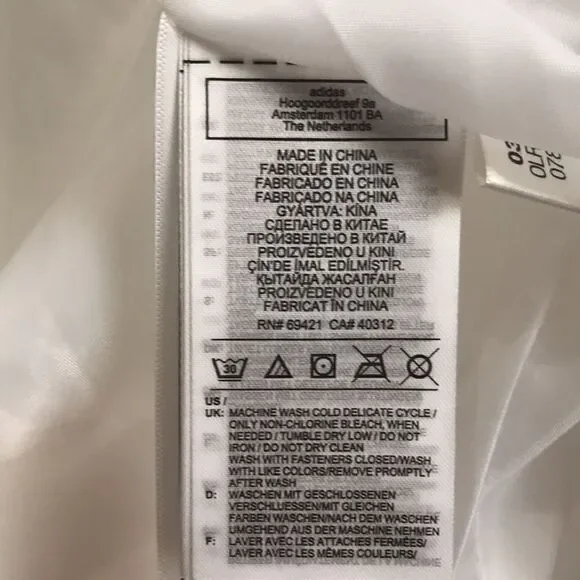 adidas
Hoogoorddreef 9a
Amsterdam 1101 BA
The Netherlands
MADE IN CHINA
FABRIQUÉ EN CHINE
FABRICADO EN CHINA
FABRICADO NA CHINA
GYÁRTVA: KÍNA
СДЕЛАНО В КИТАЕ
ПРОИЗВЕДЕНО В КИТАЙ
PROIZVEDENO U KINI
ÇİN'DE İMAL EDİLMİŞTİR.
ҚЫТАЙДА ЖАСАЛҒАН
PROIZVEDENO U KINI
FABRICAT ÎN CHINA
RN# 69421 CA# 40312
30
US /
UK: MACHINE WASH COLD DELICATE CYCLE /
ONLY NON-CHLORINE BLEACH, WHEN
NEEDED / TUMBLE DRY LOW / DO NOT
IRON / DO NOT DRY CLEAN
WASH WITH FASTENERS CLOSED/WASH
WITH LIKE COLORS/REMOVE PROMPTLY
AFTER WASH
D: WASCHEN MIT GESCHLOSSENEN
VERSCHLUESSEN/MIT GLEICHEN
FARBEN WASCHEN/NACH DEM WASCHEN
UMGEHEND AUS DER MASCHINE NEHMEN
F: LAVER AVEC LES ATTACHES FERMÉES/
LAVER AVEC LES MÊMES COULEURS/
03
078